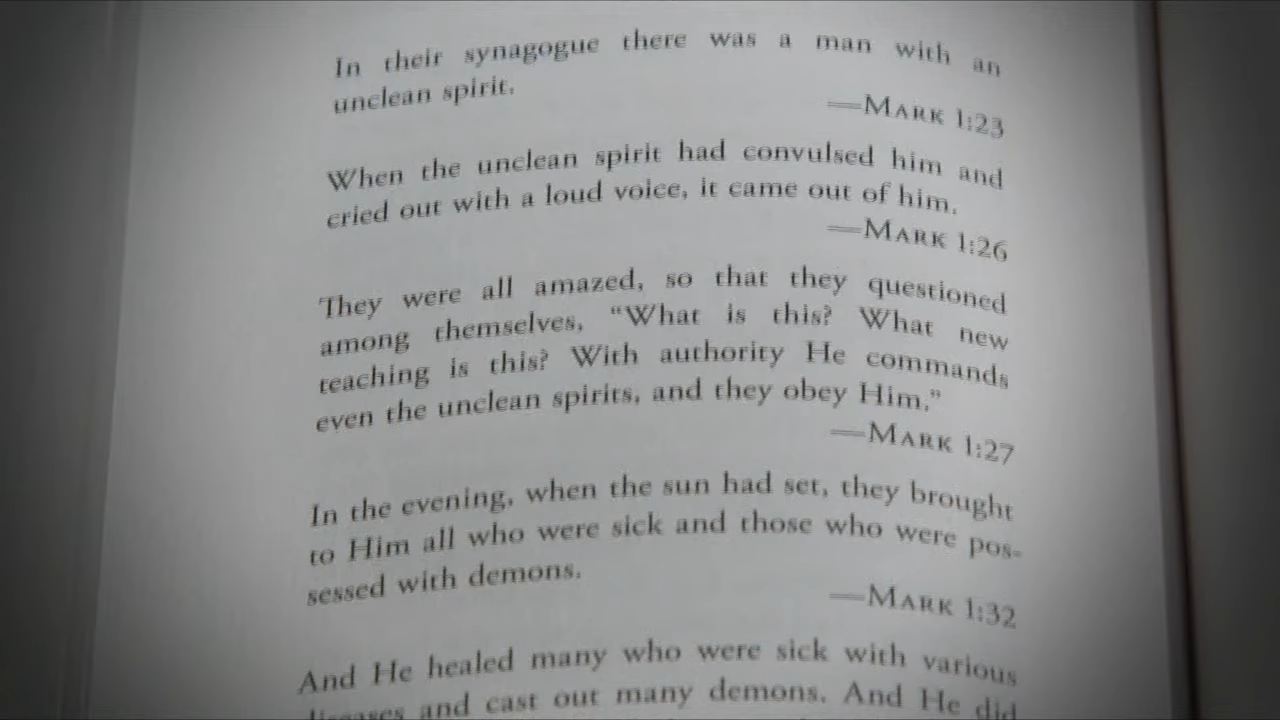 In their synagogue there was a man with an
unclean spirit.
—MARK 1:23
When the unclean spirit had convulsed him and
cried out with a loud voice, it came out of him.
—MARK 1:26
They were all amazed, so that they questioned
among themselves, “What is this? What new
teaching is this? With authority He commands
even the unclean spirits, and they obey Him.”
—MARK 1:27
In the evening, when the sun had set, they brought
to Him all who were sick and those who were pos-
sessed with demons.
—MARK 1:32
And He healed many who were sick with various
diseases and cast out many demons. And He did